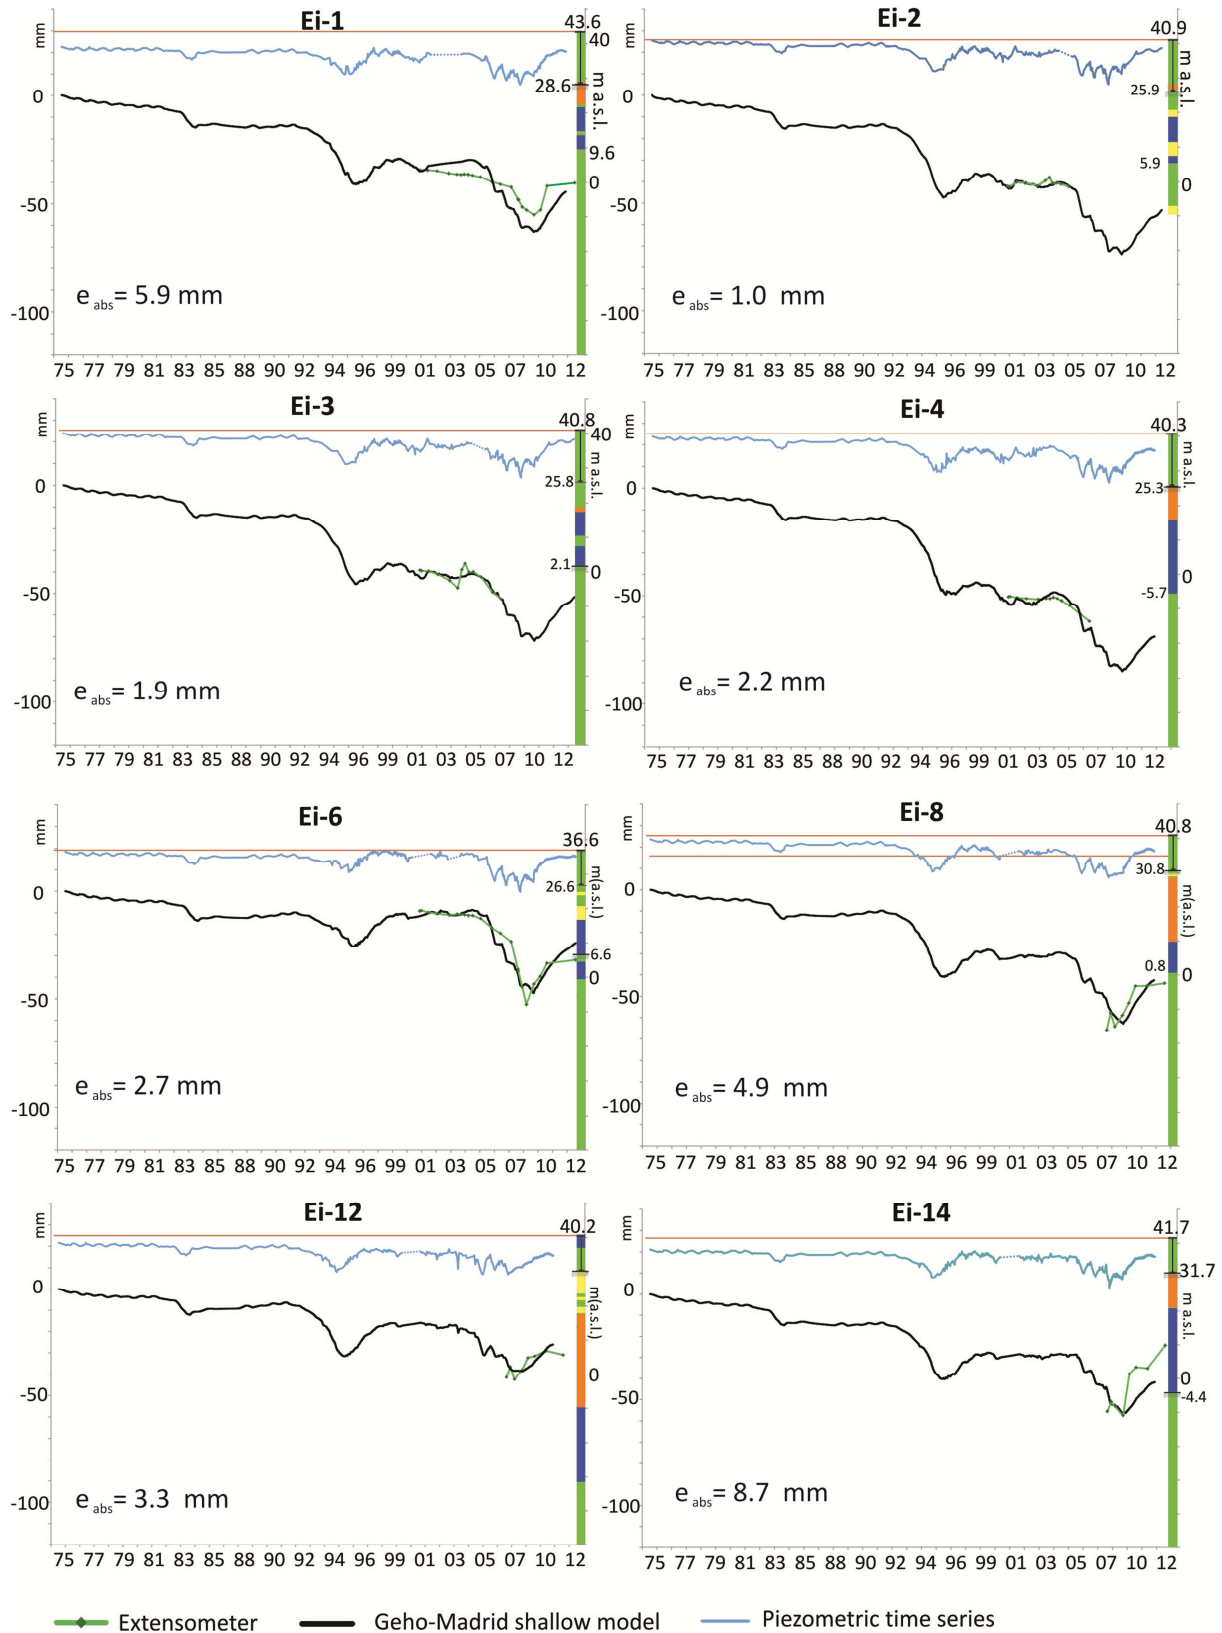 Ei-1
mm
43.6
40
28.6
m a.s.l.
9.6
0
0
-50
-100
e abs= 5.9 mm
75 77 79 81 83 85 88 90 92 94 96 99 01 03 05 07 10 12
Ei-2
mm
40.9
40
25.9
m a.s.l.
5.9
0
0
-50
-100
e abs= 1.0 mm
75 77 79 81 83 85 88 90 92 94 96 99 01 03 05 07 10 12
Ei-3
mm
40.8
40
25.8
m a.s.l.
2.1
0
0
-50
-100
e abs= 1.9 mm
75 77 79 81 83 85 88 90 92 94 96 99 01 03 05 07 10 12
Ei-4
mm
40.3
40
25.3
m a.s.l.
0
-5.7
0
-50
-100
e abs= 2.2 mm
75 77 79 81 83 85 88 90 92 94 96 99 01 03 05 07 10 12
Ei-6
mm
36.6
26.6
m(a.s.l.)
6.6
0
0
-50
-100
e abs= 2.7 mm
75 77 79 81 83 85 88 90 92 94 96 99 01 03 05 07 10 12
Ei-8
mm
40.8
30.8
m(a.s.l)
0.8
0
0
-50
-100
e abs= 4.9 mm
75 77 79 81 83 85 88 90 92 94 96 99 01 03 05 07 10 12
Ei-12
mm
40.2
m(a.s.l.)
0
0
-50
-100
e abs= 3.3 mm
75 77 79 81 83 85 88 90 92 94 96 99 01 03 05 07 10 12
Ei-14
mm
41.7
31.7
m a.s.l.
0
-4.4
0
-50
-100
e abs= 8.7 mm
75 77 79 81 83 85 88 90 92 94 96 99 01 03 05 07 10 12
Extensometer
Geho-Madrid shallow model
Piezometric time series